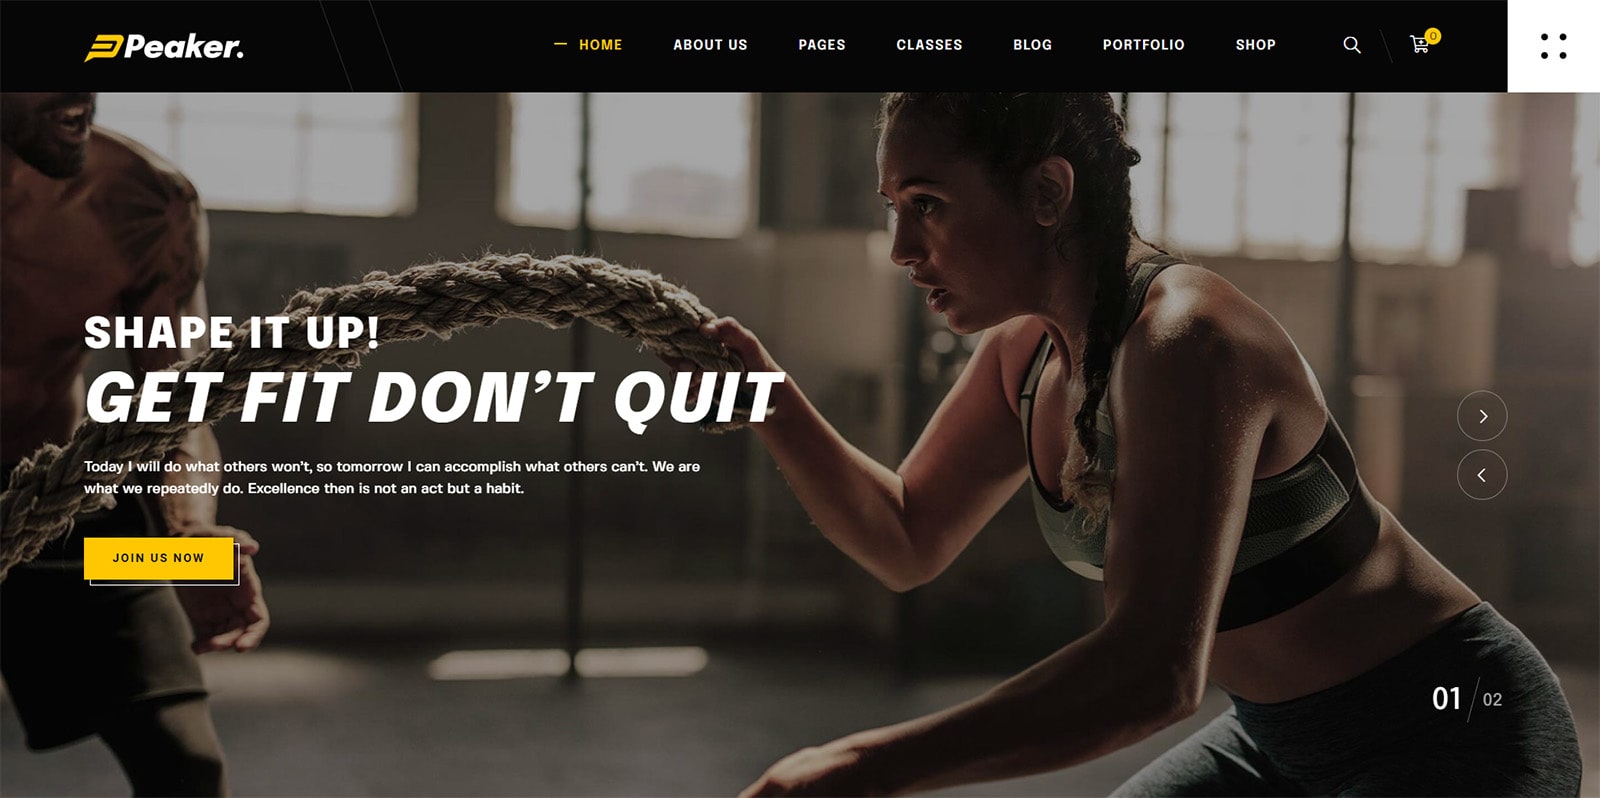 Peaker.
HOME
ABOUT US
PAGES
CLASSES
BLOG
PORTFOLIO
SHOP
0
SHAPE IT UP!
GET FIT DON’T QUIT
Today I will do what others won’t, so tomorrow I can accomplish what others can’t. We are
what we repeatedly do. Excellence then is not an act but a habit.
JOIN US NOW
01 / 02